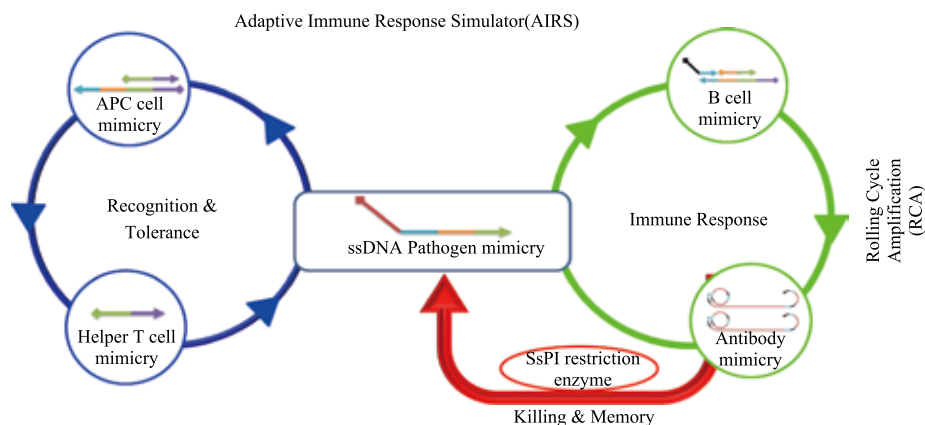 Adaptive Immune Response Simulator(AIRS)
APC cell
mimicry
B cell
mimicry
Recognition &
Tolerance
ssDNA Pathogen mimicry
Immune Response
Rolling Cycle
Amplification
(RCA)
Helper T cell
mimicry
Antibody
mimicry
SsPI restriction
enzyme
Killing & Memory